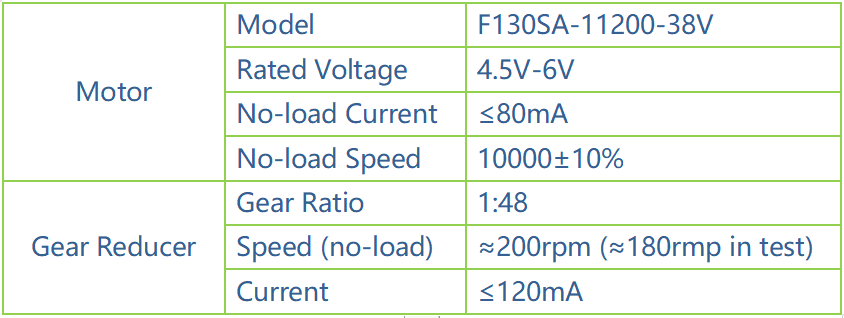 Motor
Model F130SA-11200-38V
Rated Voltage 4.5V-6V
No-load Current ≤80mA
No-load Speed 10000±10%
Gear Reducer
Gear Ratio 1:48
Speed (no-load) ≈200rpm (≈180rmp in test)
Current ≤120mA